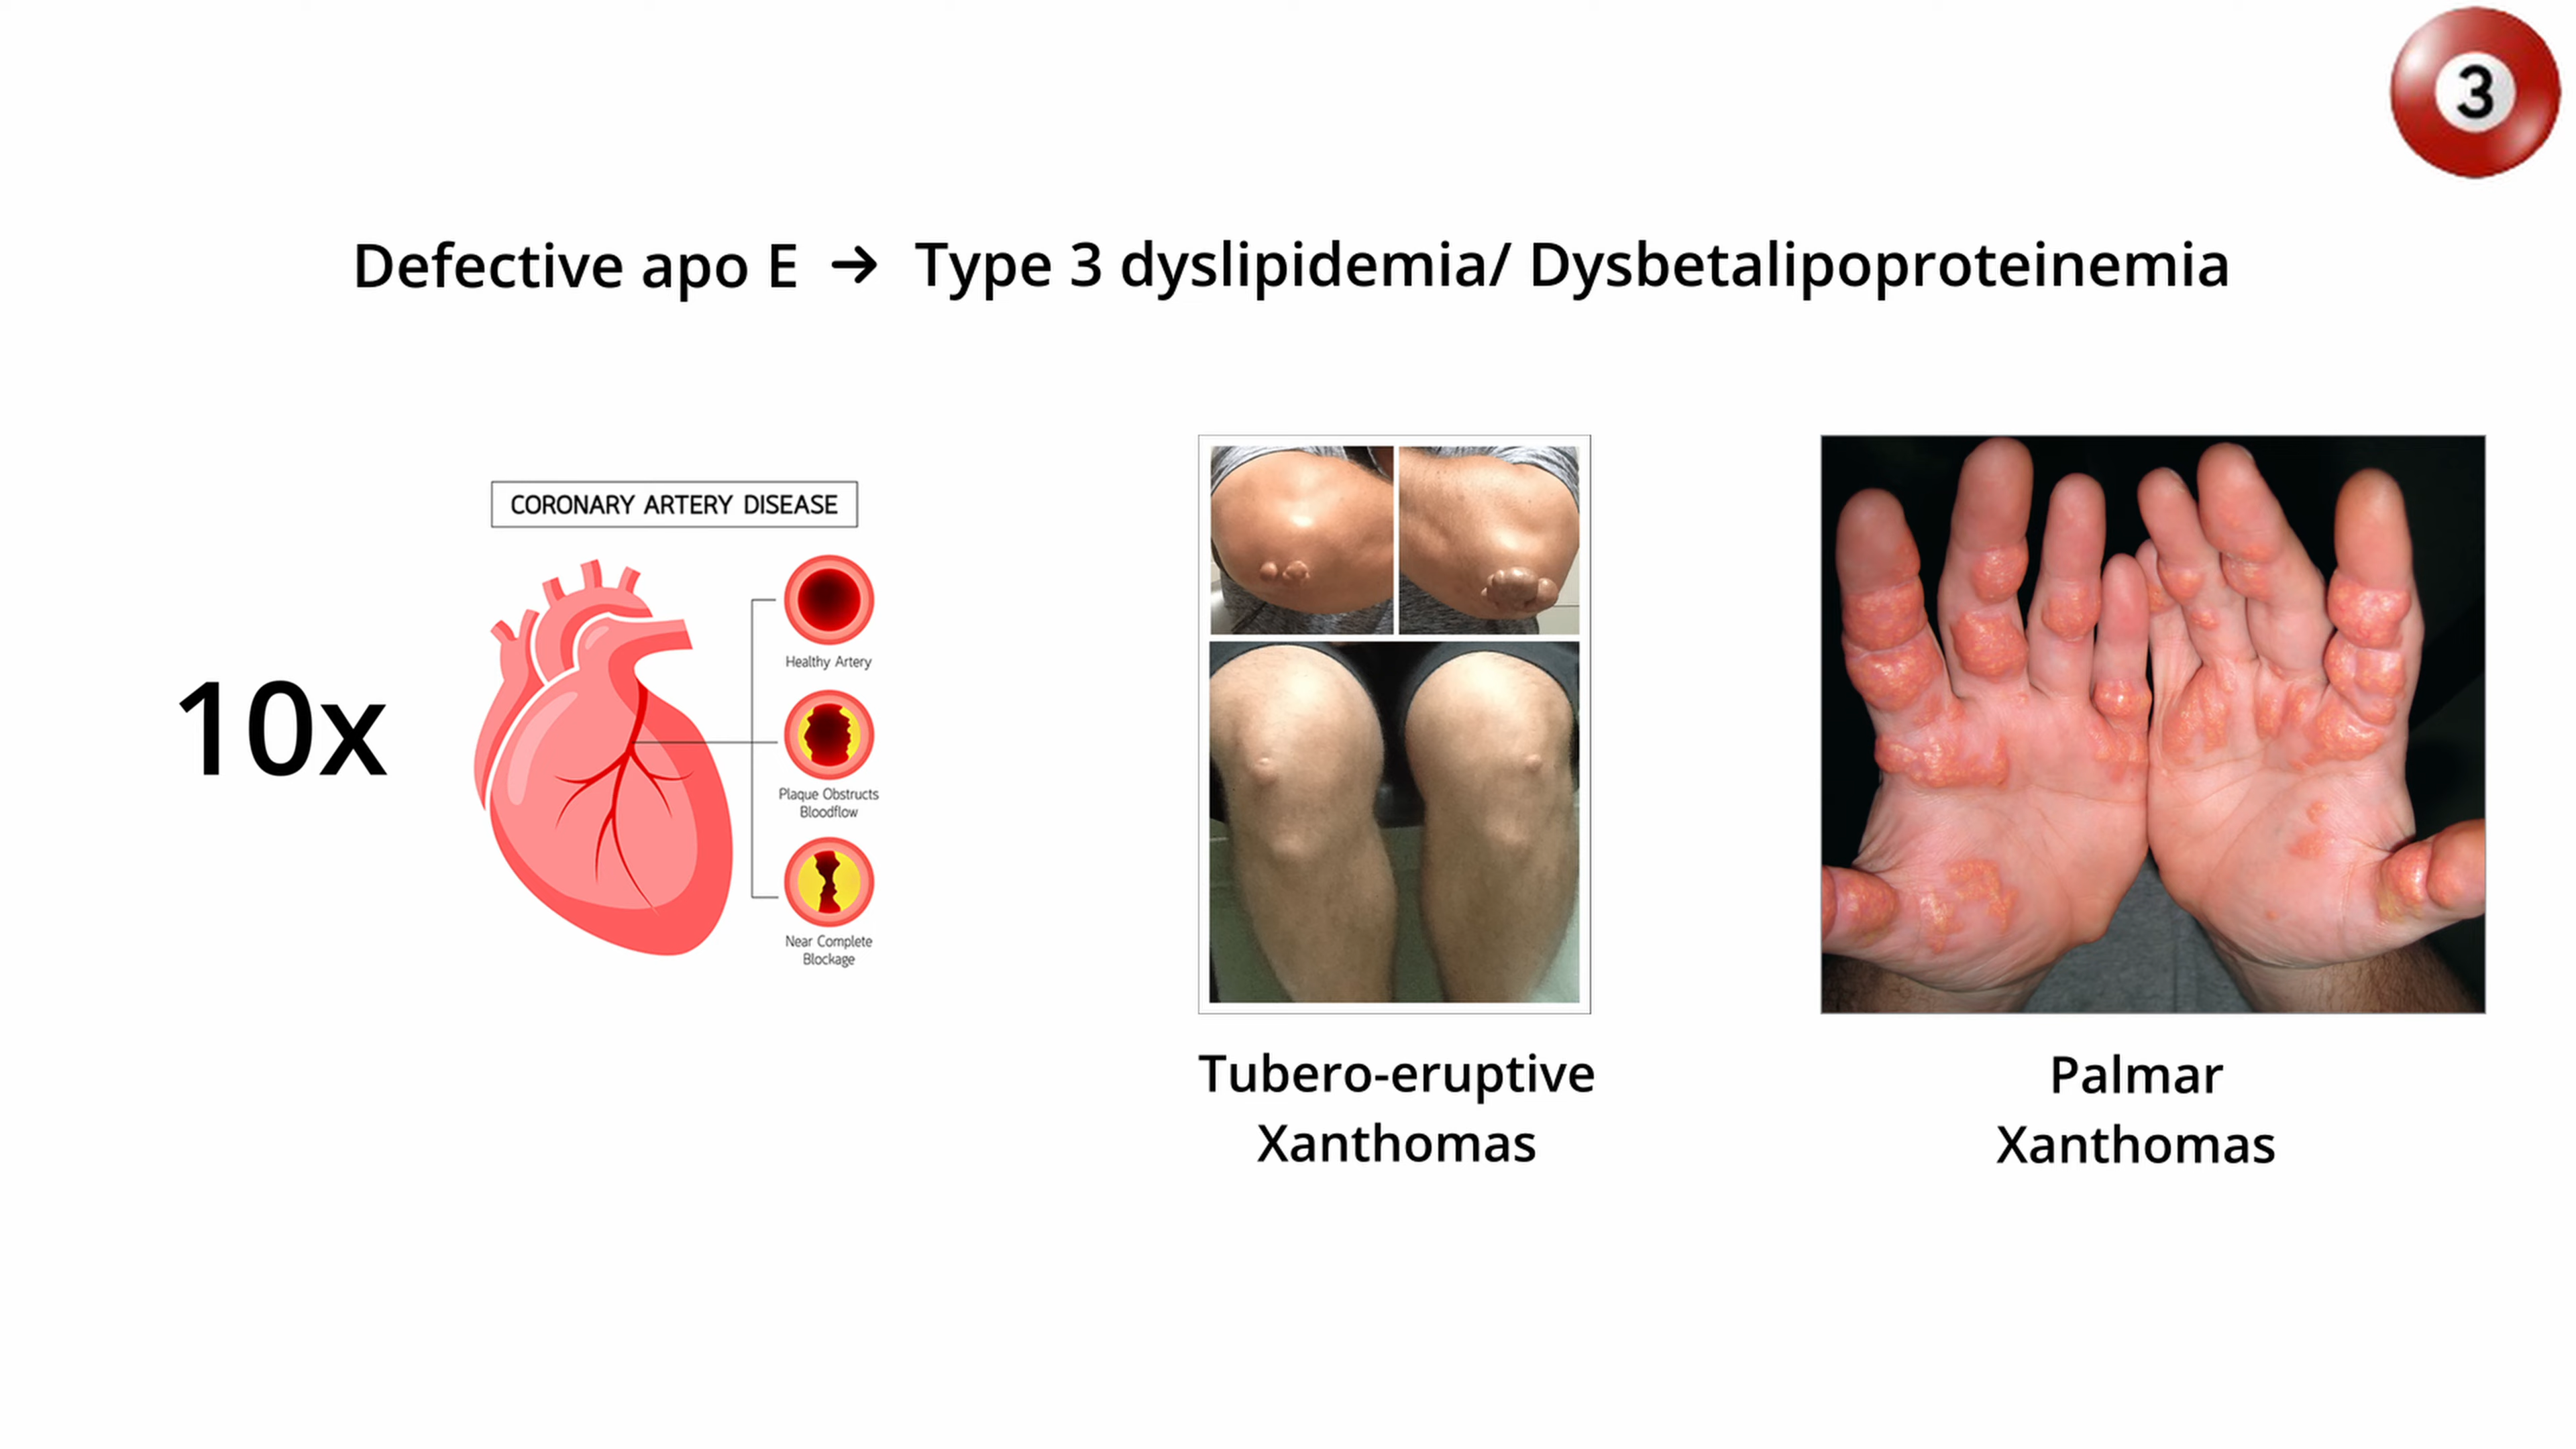 3
Defective apo E → Type 3 dyslipidemia/ Dysbetalipoproteinemia
10x
CORONARY ARTERY DISEASE
Healthy Artery
Plaque Obstructs
Bloodflow
Near Complete
Blockage
Tubero-eruptive
Xanthomas
Palmar
Xanthomas